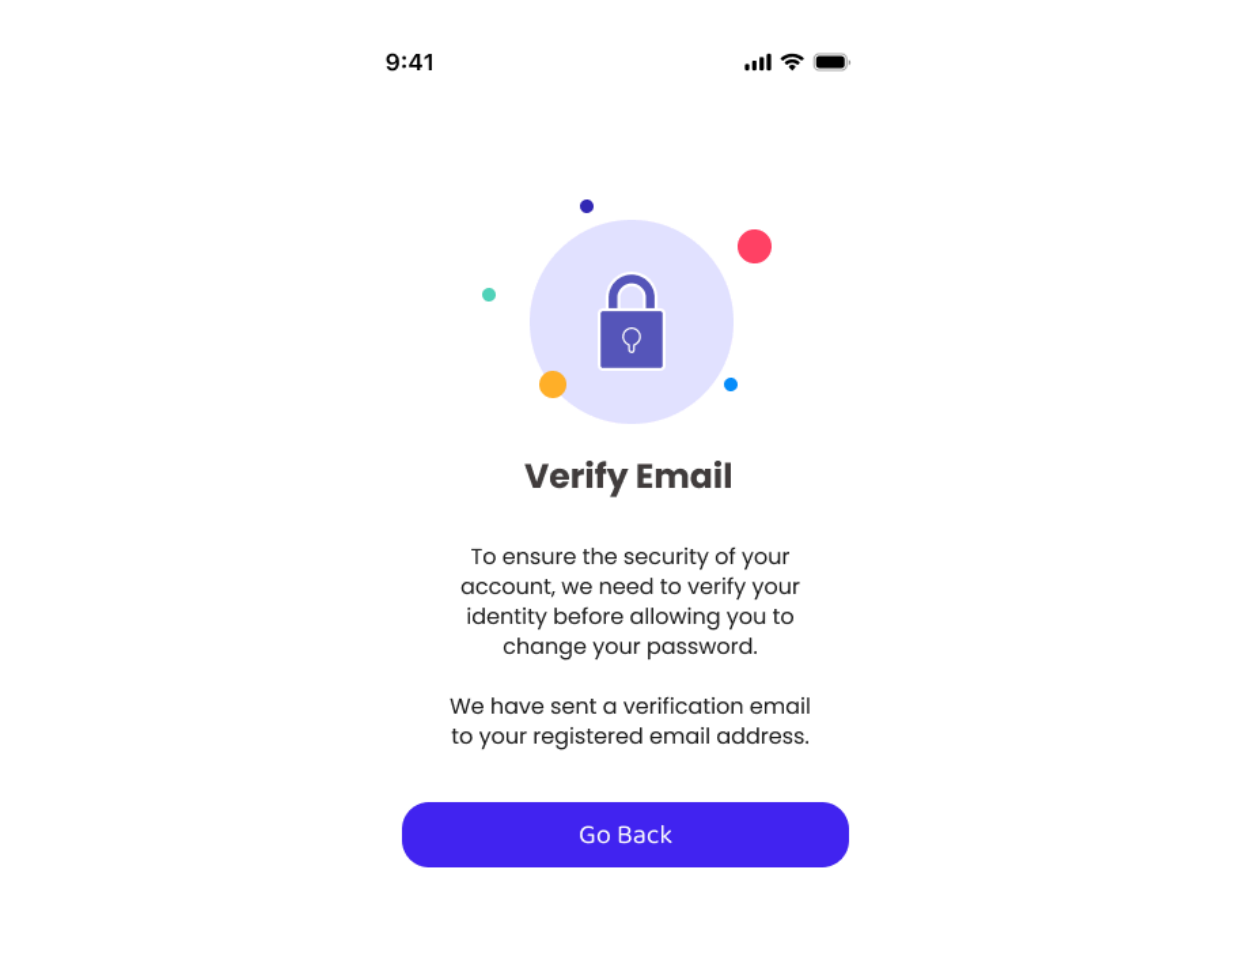 9:41
Verify Email
To ensure the security of your
account, we need to verify your
identity before allowing you to
change your password.
We have sent a verification email
to your registered email address.
Go Back